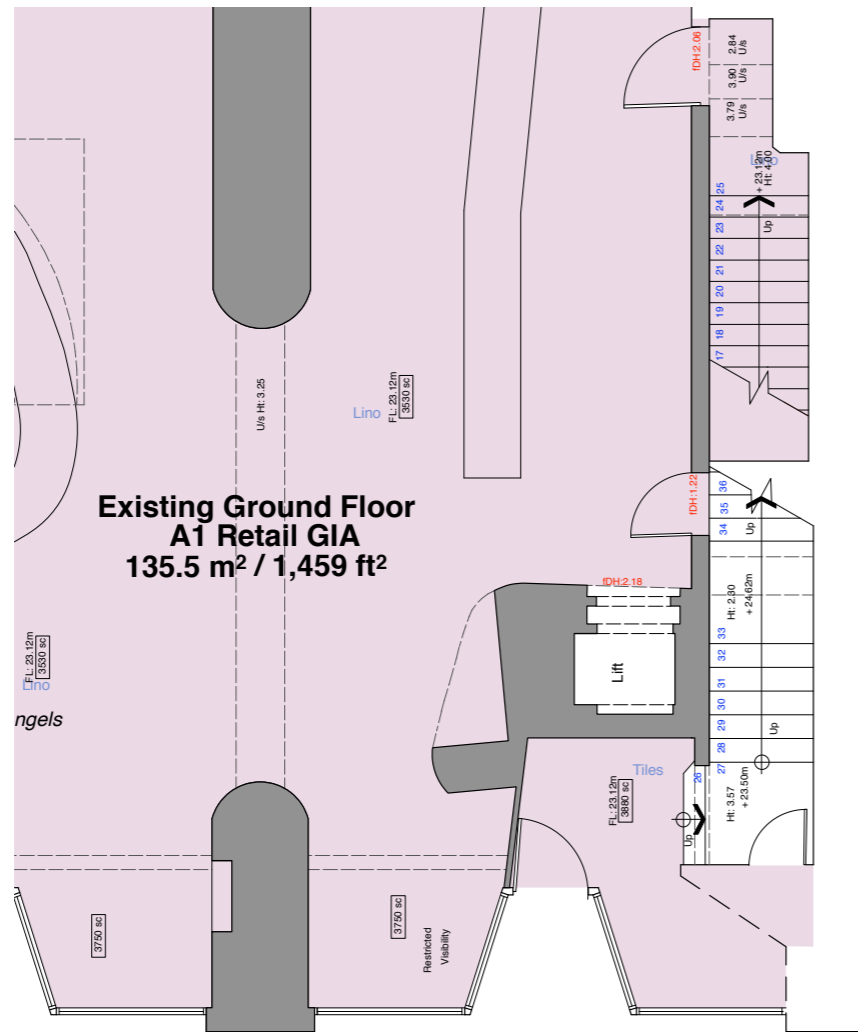 fDH:2.06
2.84
U/s
3.90
U/s
3.79
U/s
Lino
+ 23.12m
Ht: 4.00
25
24
23
Up
22
21
20
19
18
17
U/s Ht: 3.25
Lino
FL: 23.12m
3530 sc
Existing Ground Floor
A1 Retail GIA
135.5 m² / 1,459 ft²
fDH:1.22
36
35
34
Up
fDH:2.18
Ht: 2.30
+ 24.62m
33
32
31
30
29
28
27
Up
Lift
FL: 23.12m
3530 sc
Lino
ngels
Tiles
26
FL: 23.12m
3880 sc
Up
Ht: 3.57
+ 23.50m
3750 sc
3750 sc
Restricted
Visibility